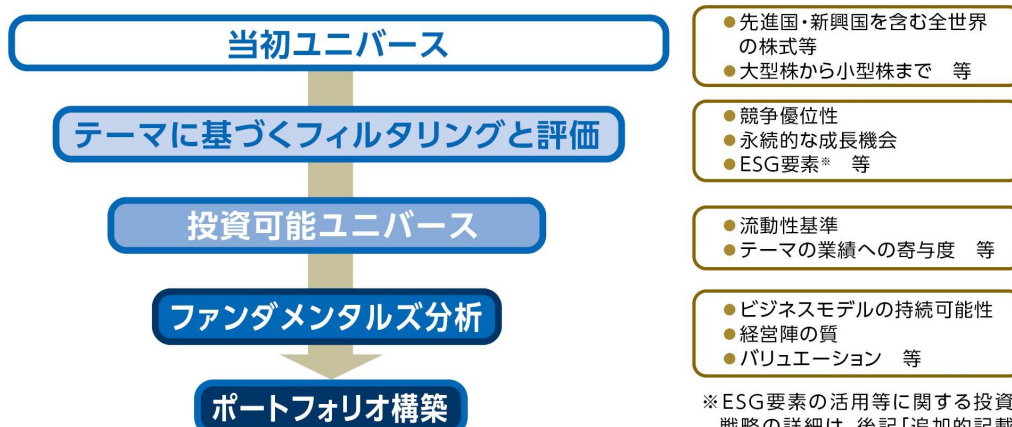 当初ユニバース
●先進国・新興国を含む全世界
の株式等
●大型株から小型株まで　等
テーマに基づくフィルタリングと評価
●競争優位性
●永続的な成長機会
●ESG要素※　等
投資可能ユニバース
●流動性基準
●テーマの業績への寄与度　等
ファンダメンタルズ分析
●ビジネスモデルの持続可能性
●経営陣の質
●バリュエーション　等
ポートフォリオ構築
※ESG要素の活用等に関する投資
戦略の詳細は、後記「追加的記載